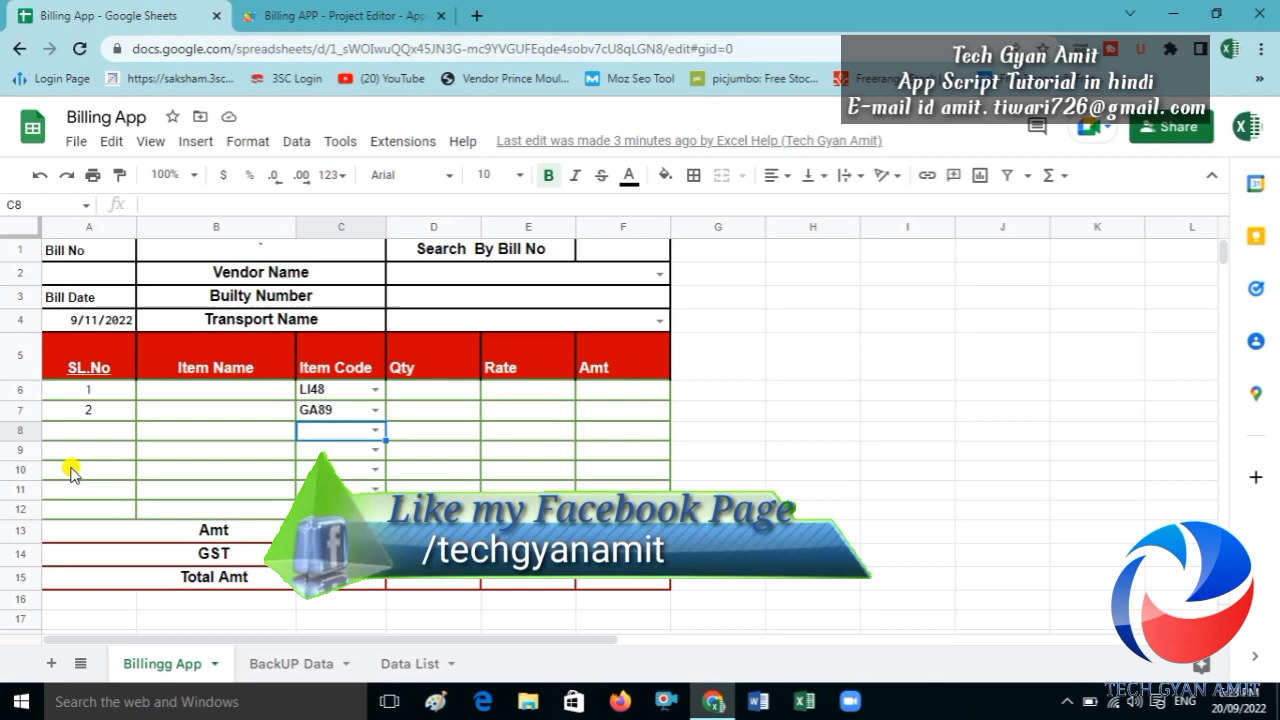 Billing App - Google Sheets
Billing APP - Project Editor - App
docs.google.com/spreadsheets/d/1_sWOIwuQQx45JN3G-mc9YVGUFEqde4sobv7cU8qLGN8/edit#gid=0
Tech Gyan Amit
App Script Tutorial in hindi
E-mail id amit.tiwari726@gmail.com
Login Page
https://saksham.3sc...
3SC Login
(20) YouTube
Vendor Prince Moul...
Moz Seo Tool
picjumbo: Free Stoc...
Billing App
File Edit View Insert Format Data Tools Extensions Help
Last edit was made 3 minutes ago by Excel Help (Tech Gyan Amit)
Share
100% $ % .0 .00 123 Arial 10 B I S A
C8 fx
A B C D E F G H I J K L
1 Bill No ` Search By Bill No
2 Vendor Name
3 Bill Date Builty Number
4 9/11/2022 Transport Name
5 SL.No Item Name Item Code Qty Rate Amt
6 1 LI48
7 2 GA89
8
9
10
11
12
13 Amt
14 GST
15 Total Amt
16
17
Like my Facebook Page
/techgyanamit
Billingg App BackUP Data Data List
TECH GYAN AMIT
Search the web and Windows
ENG
20/09/2022